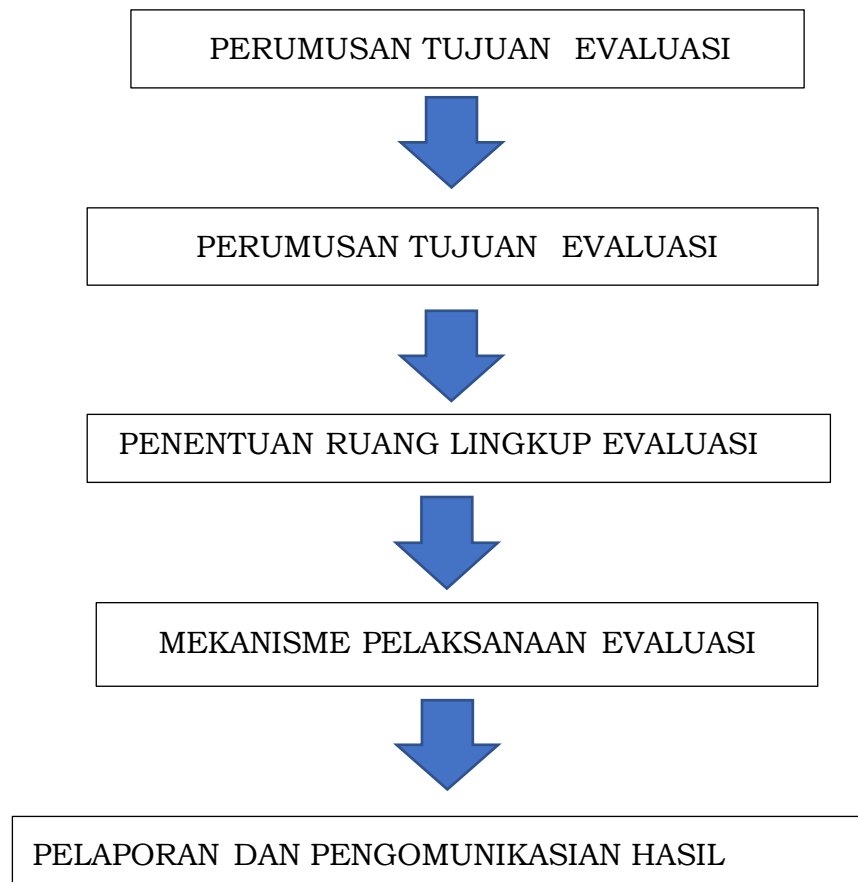 PERUMUSAN TUJUAN EVALUASI
PERUMUSAN TUJUAN EVALUASI
PENENTUAN RUANG LINGKUP EVALUASI
MEKANISME PELAKSANAAN EVALUASI
PELAPORAN DAN PENGOMUNIKASIAN HASIL